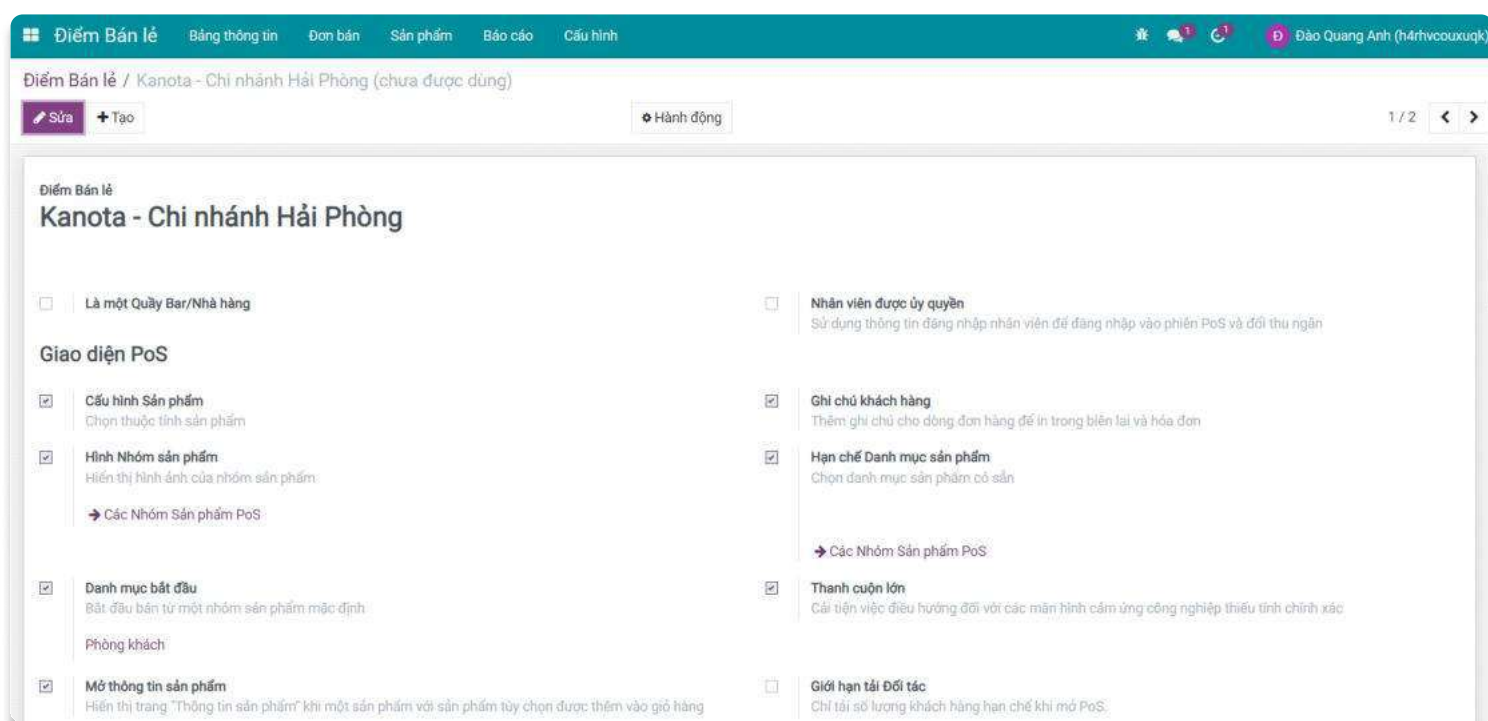 Điểm Bán lẻ Bảng thông tin Đơn bán Sản phẩm Báo cáo Cấu hình 1 1 Đ Đào Quang Anh (h4rhvcouxuqk)
Điểm Bán lẻ / Kanota - Chi nhánh Hải Phòng (chưa được dùng)
Sửa Tạo Hành động 1 / 2
Điểm Bán lẻ
Kanota - Chi nhánh Hải Phòng
Là một Quầy Bar/Nhà hàng
Nhân viên được ủy quyền
Sử dụng thông tin đăng nhập nhân viên để đăng nhập vào phiên PoS và đổi thu ngân
Giao diện PoS
Cấu hình Sản phẩm
Chọn thuộc tính sản phẩm
Ghi chú khách hàng
Thêm ghi chú cho dòng đơn hàng để in trong biên lai và hóa đơn
Hình Nhóm sản phẩm
Hiển thị hình ảnh của nhóm sản phẩm
→ Các Nhóm Sản phẩm PoS
Hạn chế Danh mục sản phẩm
Chọn danh mục sản phẩm có sẵn
→ Các Nhóm Sản phẩm PoS
Danh mục bắt đầu
Bắt đầu bán từ một nhóm sản phẩm mặc định
Phòng khách
Thanh cuộn lớn
Cải tiện việc điều hướng đối với các màn hình cảm ứng công nghiệp thiếu tính chính xác
Mở thông tin sản phẩm
Hiển thị trang "Thông tin sản phẩm" khi một sản phẩm với sản phẩm tùy chọn được thêm vào giỏ hàng
Giới hạn tải Đối tác
Chỉ tải số lượng khách hàng hạn chế khi mở PoS.